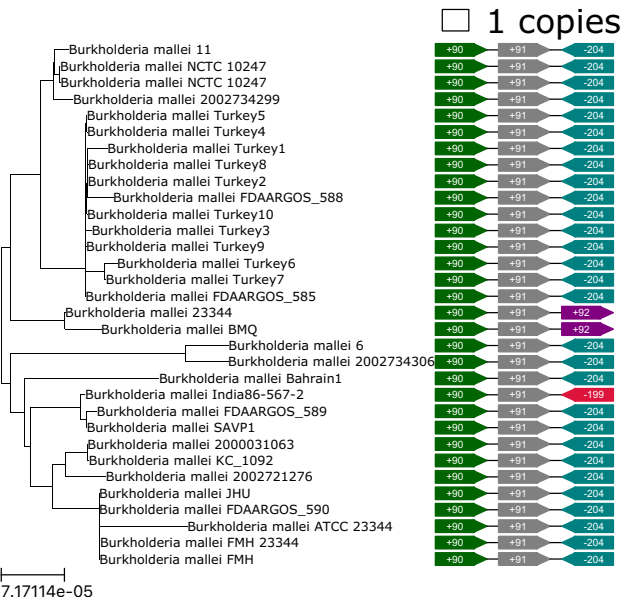 1 copies
Burkholderia mallei 11 +90 +91 -204
Burkholderia mallei NCTC 10247 +90 +91 -204
Burkholderia mallei NCTC 10247 +90 +91 -204
Burkholderia mallei 2002734299 +90 +91 -204
Burkholderia mallei Turkey5 +90 +91 -204
Burkholderia mallei Turkey4 +90 +91 -204
Burkholderia mallei Turkey1 +90 +91 -204
Burkholderia mallei Turkey8 +90 +91 -204
Burkholderia mallei Turkey2 +90 +91 -204
Burkholderia mallei FDAARGOS_588 +90 +91 -204
Burkholderia mallei Turkey10 +90 +91 -204
Burkholderia mallei Turkey3 +90 +91 -204
Burkholderia mallei Turkey9 +90 +91 -204
Burkholderia mallei Turkey6 +90 +91 -204
Burkholderia mallei Turkey7 +90 +91 -204
Burkholderia mallei FDAARGOS_585 +90 +91 -204
Burkholderia mallei 23344 +90 +91 +92
Burkholderia mallei BMQ +90 +91 +92
Burkholderia mallei 6 +90 +91 -204
Burkholderia mallei 2002734306 +90 +91 -204
Burkholderia mallei Bahrain1 +90 +91 -204
Burkholderia mallei India86-567-2 +90 +91 -199
Burkholderia mallei FDAARGOS_589 +90 +91 -204
Burkholderia mallei SAVP1 +90 +91 -204
Burkholderia mallei 2000031063 +90 +91 -204
Burkholderia mallei KC_1092 +90 +91 -204
Burkholderia mallei 2002721276 +90 +91 -204
Burkholderia mallei JHU +90 +91 -204
Burkholderia mallei FDAARGOS_590 +90 +91 -204
Burkholderia mallei ATCC 23344 +90 +91 -204
Burkholderia mallei FMH 23344 +90 +91 -204
Burkholderia mallei FMH +90 +91 -204
7.17114e-05